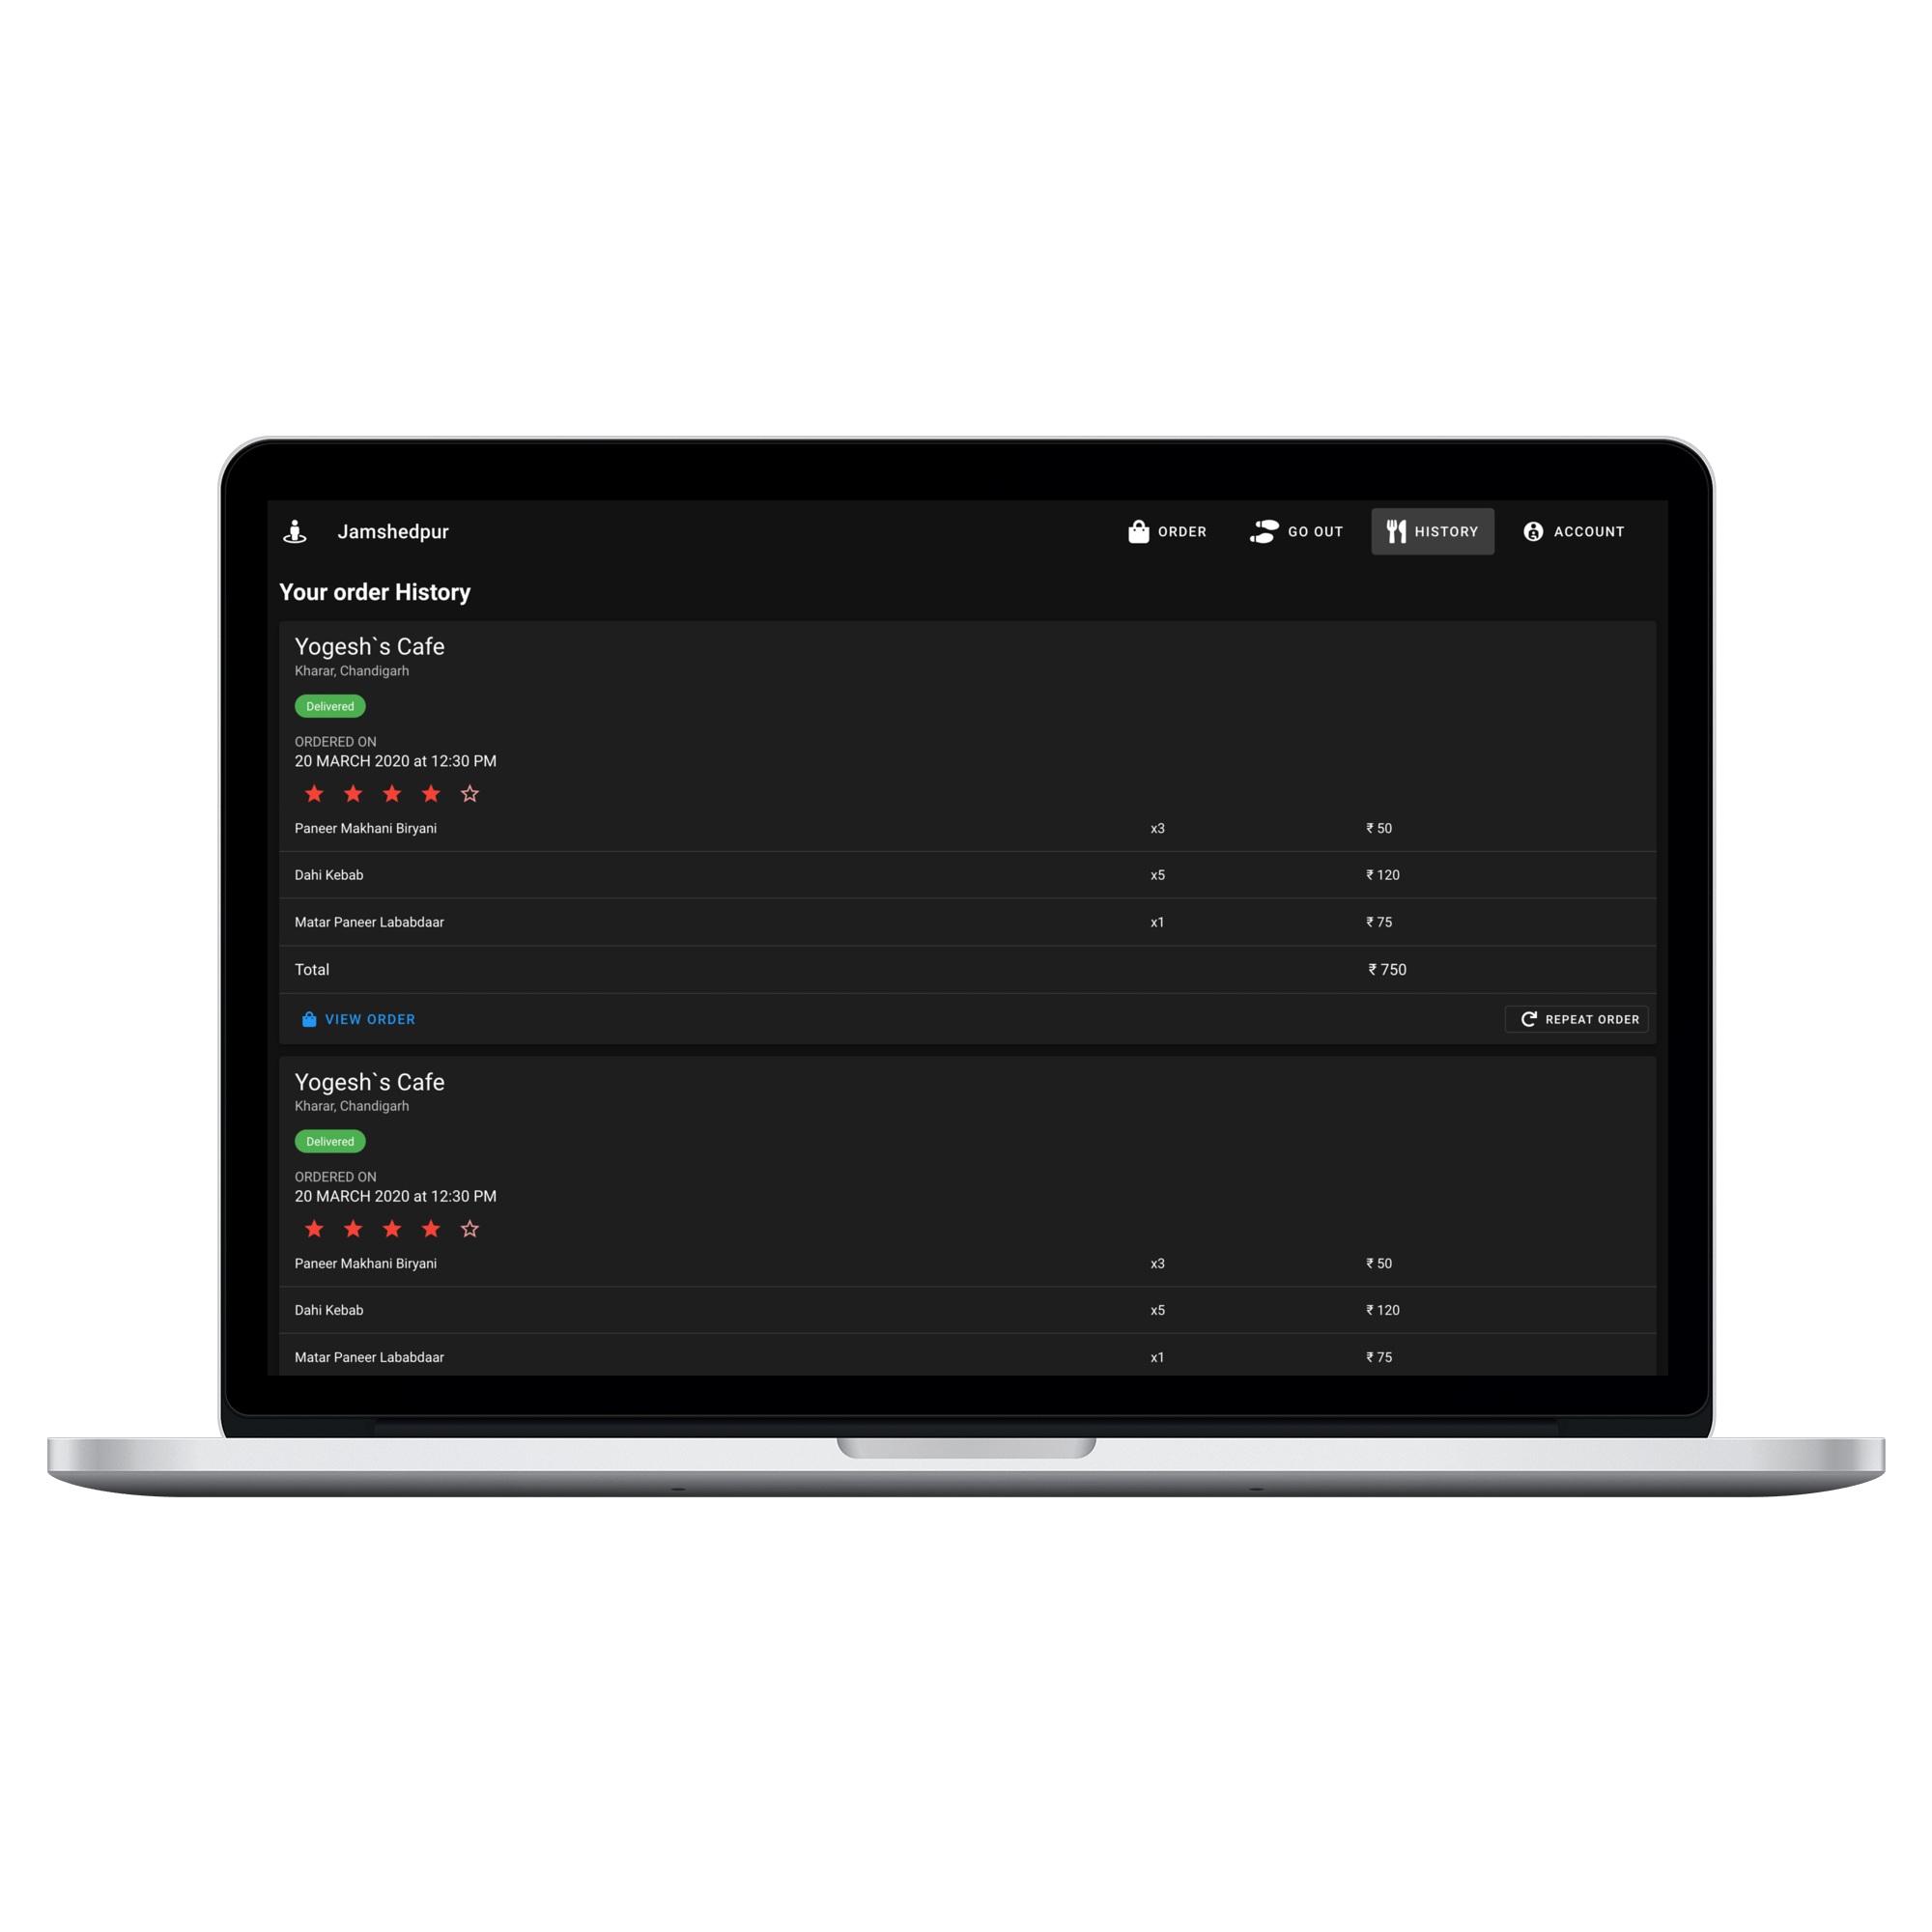 Jamshedpur ORDER GO OUT HISTORY ACCOUNT
Your order History
Yogesh`s Cafe
Kharar, Chandigarh
Delivered
ORDERED ON
20 MARCH 2020 at 12:30 PM
Paneer Makhani Biryani x3 ₹ 50
Dahi Kebab x5 ₹ 120
Matar Paneer Lababdaar x1 ₹ 75
Total ₹ 750
VIEW ORDER REPEAT ORDER
Yogesh`s Cafe
Kharar, Chandigarh
Delivered
ORDERED ON
20 MARCH 2020 at 12:30 PM
Paneer Makhani Biryani x3 ₹ 50
Dahi Kebab x5 ₹ 120
Matar Paneer Lababdaar x1 ₹ 75